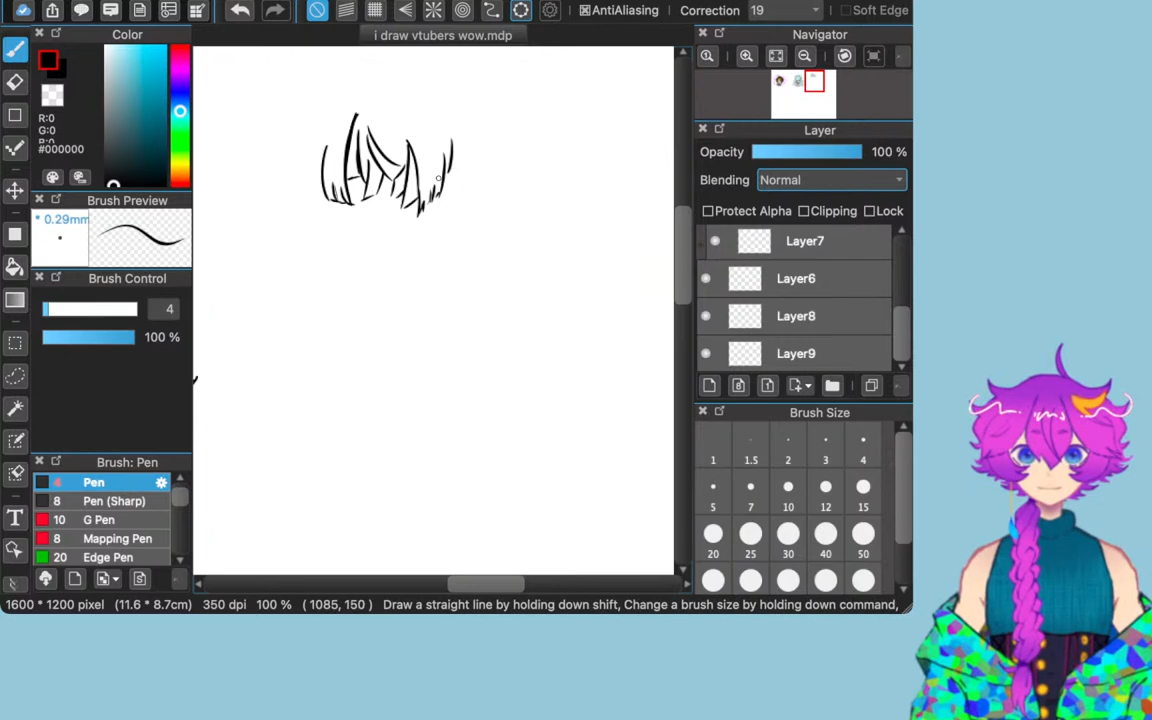 AntiAliasing
Correction
19
Soft Edge
Color
i draw vtubers wow.mdp
Navigator
R:0
G:0
B:0
#000000
Layer
Opacity
100 %
Blending
Normal
Protect Alpha
Clipping
Lock
Brush Preview
* 0.29mm
Layer7
Layer6
Layer8
Layer9
Brush Control
4
100 %
Brush Size
1
1.5
2
3
4
5
7
10
12
15
20
25
30
40
50
Brush: Pen
4 Pen
8 Pen (Sharp)
10 G Pen
8 Mapping Pen
20 Edge Pen
T
8
1
S
1600 * 1200 pixel (11.6 * 8.7cm) 350 dpi 100 % ( 1085, 150 ) Draw a straight line by holding down shift, Change a brush size by holding down command,